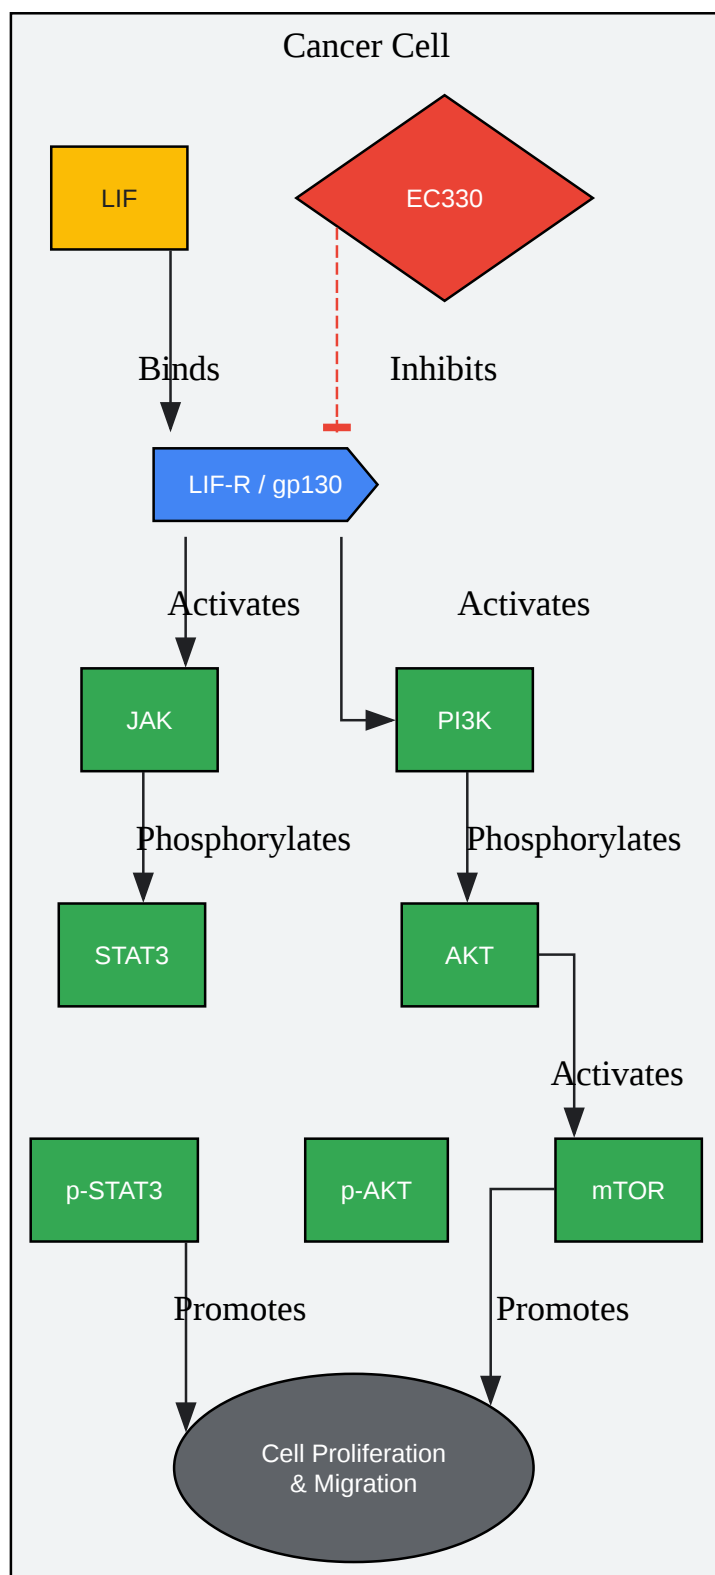 Cancer Cell
LIF
EC330
Binds
Inhibits
LIF-R / gp130
Activates
Activates
JAK
PI3K
Phosphorylates
Phosphorylates
STAT3
AKT
Activates
p-STAT3
p-AKT
mTOR
Promotes
Promotes
Cell Proliferation
& Migration